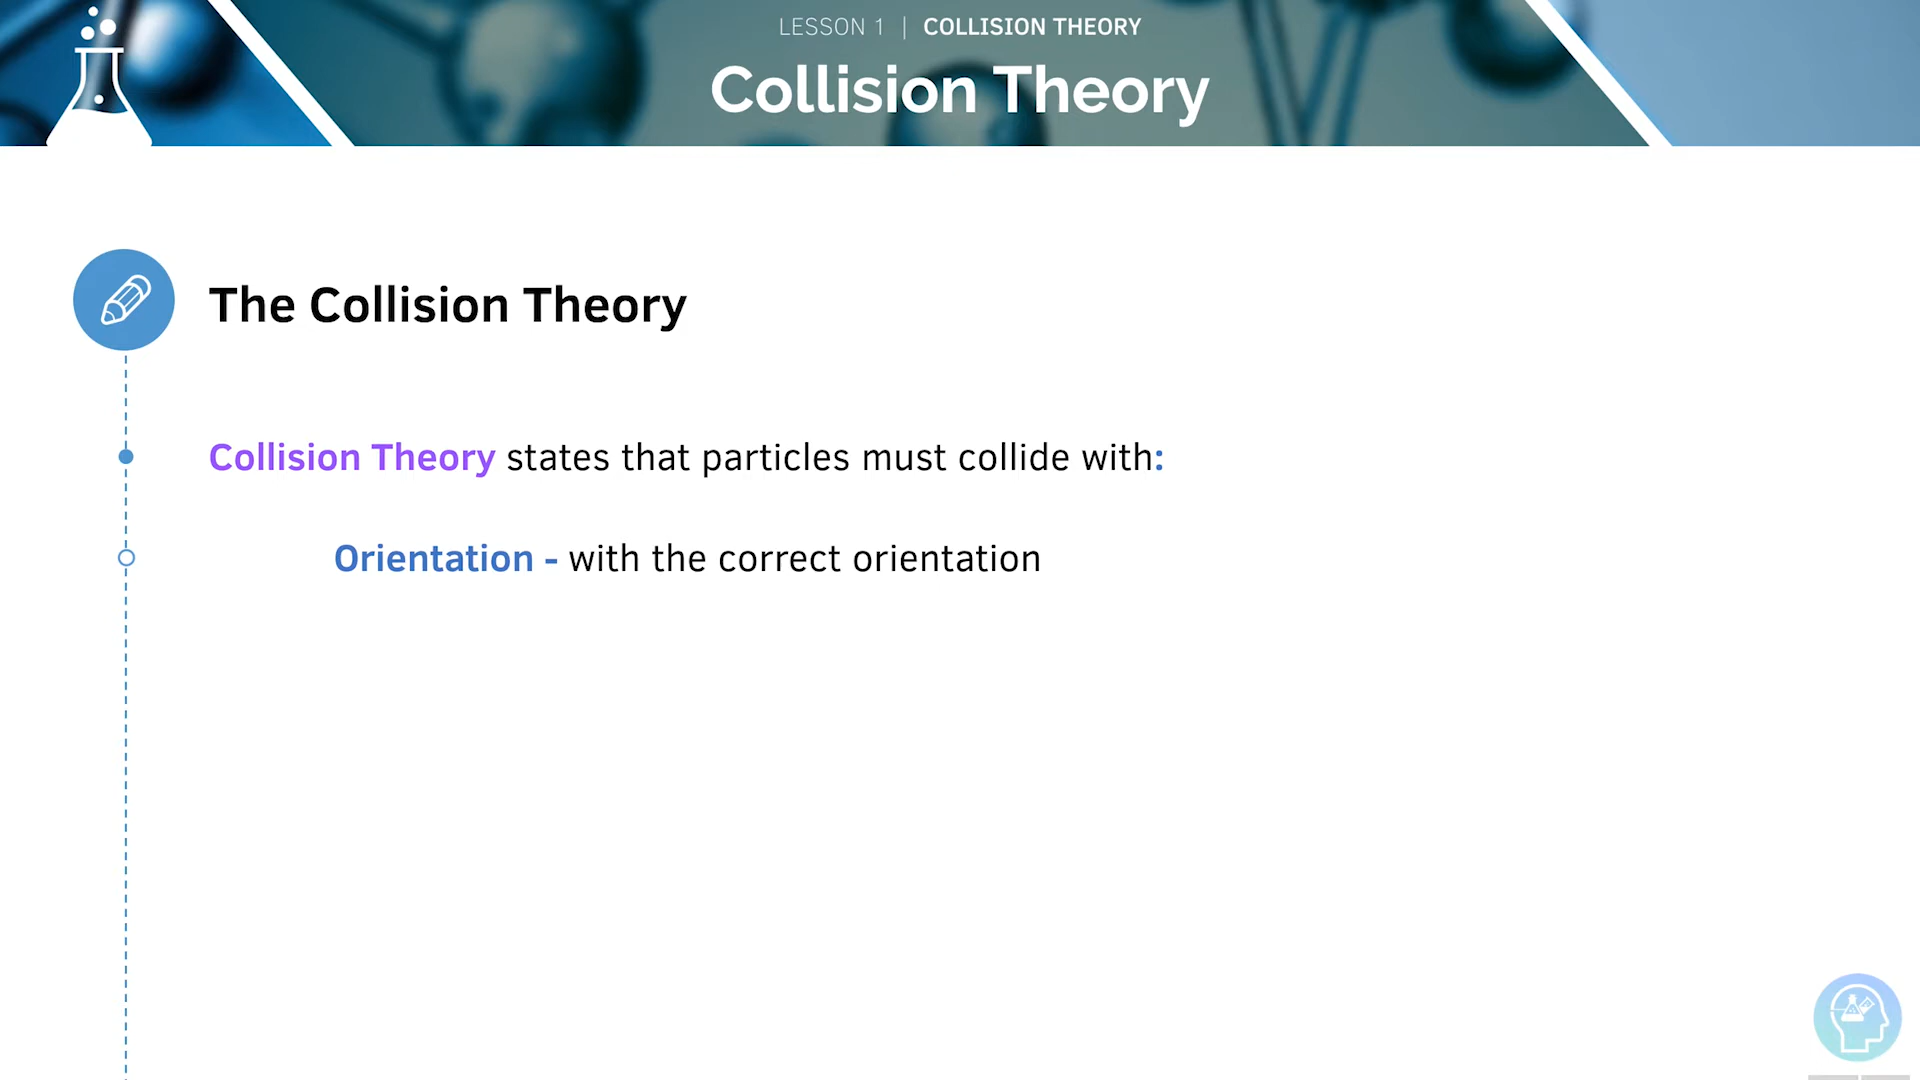 LESSON 1 | COLLISION THEORY
Collision Theory
The Collision Theory
Collision Theory states that particles must collide with:
Orientation - with the correct orientation